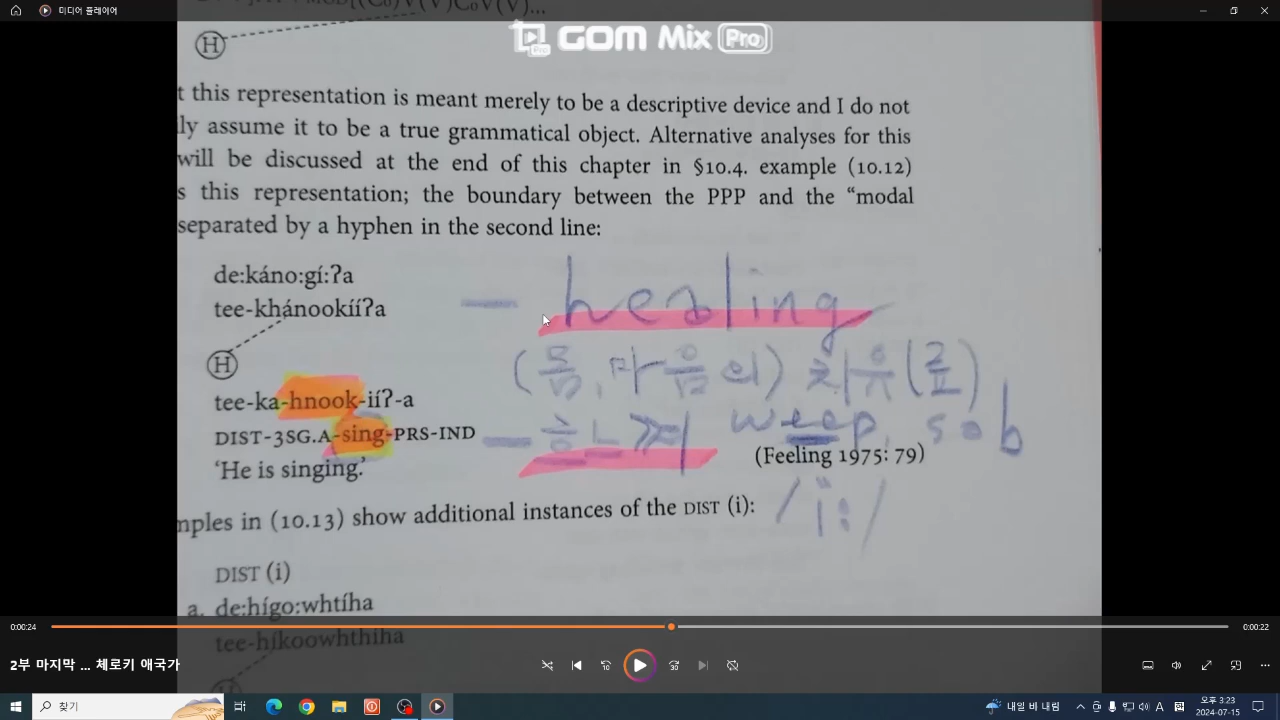 미디어 플레이어
GOM Mix Pro
H
t this representation is meant merely to be a descriptive device and I do not
ly assume it to be a true grammatical object. Alternative analyses for this
will be discussed at the end of this chapter in §10.4. example (10.12)
s this representation; the boundary between the PPP and the “modal
separated by a hyphen in the second line:
de:káno:gí:ʔa
tee-khánookííʔa
— healing
H
(몸, 마음의) 치유(료)
tee-ka-hnook-iíʔ-a
DIST-3SG.A-sing-PRS-IND
— 흐느껴 weep, sob
‘He is singing.’
(Feeling 1975: 79)
mples in (10.13) show additional instances of the DIST (i):
/i:/
DIST (i)
a. de:hígo:whtíha
tee-híkoowhthiha
0:00:24
0:00:22
2부 마지막 ... 체로키 애국가
10
30
찾기
내일 비 내림
A
오후 3:23
2024-07-15